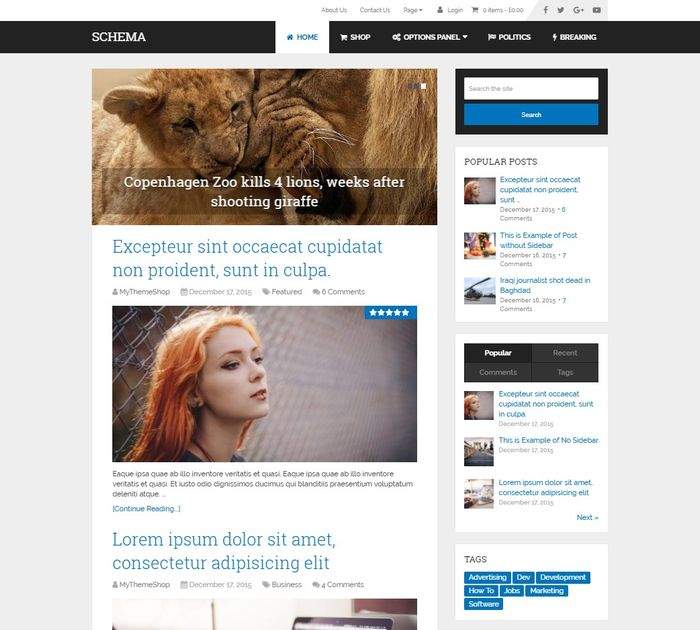 About Us Contact Us Page Login 0 items - £0.00
SCHEMA HOME SHOP OPTIONS PANEL POLITICS BREAKING
Copenhagen Zoo kills 4 lions, weeks after
shooting giraffe
Excepteur sint occaecat cupidatat
non proident, sunt in culpa.
MyThemeShop December 17, 2015 Featured 6 Comments
Eaque ipsa quae ab illo inventore veritatis et quasi. Eaque ipsa quae ab illo inventore
veritatis et quasi. Et iusto odio dignissimos ducimus qui blanditiis praesentium voluptatum
deleniti atque. ...
[Continue Reading...]
Lorem ipsum dolor sit amet,
consectetur adipisicing elit
MyThemeShop December 17, 2015 Business 4 Comments
Search the site
Search
POPULAR POSTS
Excepteur sint occaecat
cupidatat non proident,
sunt ...
December 17, 2015 • 6
Comments
This is Example of Post
without Sidebar
December 16, 2015 • 7
Comments
Iraqi journalist shot dead in
Baghdad
December 16, 2015 • 7
Comments
Popular Recent
Comments Tags
Excepteur sint occaecat
cupidatat non proident, sunt
in culpa.
December 17, 2015
This is Example of No Sidebar
December 17, 2015
Lorem ipsum dolor sit amet,
consectetur adipisicing elit
December 17, 2015
Next »
TAGS
Advertising Dev Development
How To Jobs Marketing
Software